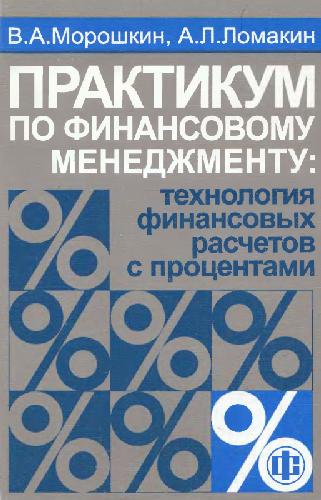 В.А.Морошкин, А.Л.Ломакин
ПРАКТИКУМ
ПО ФИНАНСОВОМУ
МЕНЕДЖМЕНТУ:
технология
финансовых
расчетов
с процентами
%
%
%
%
%
%
%
%